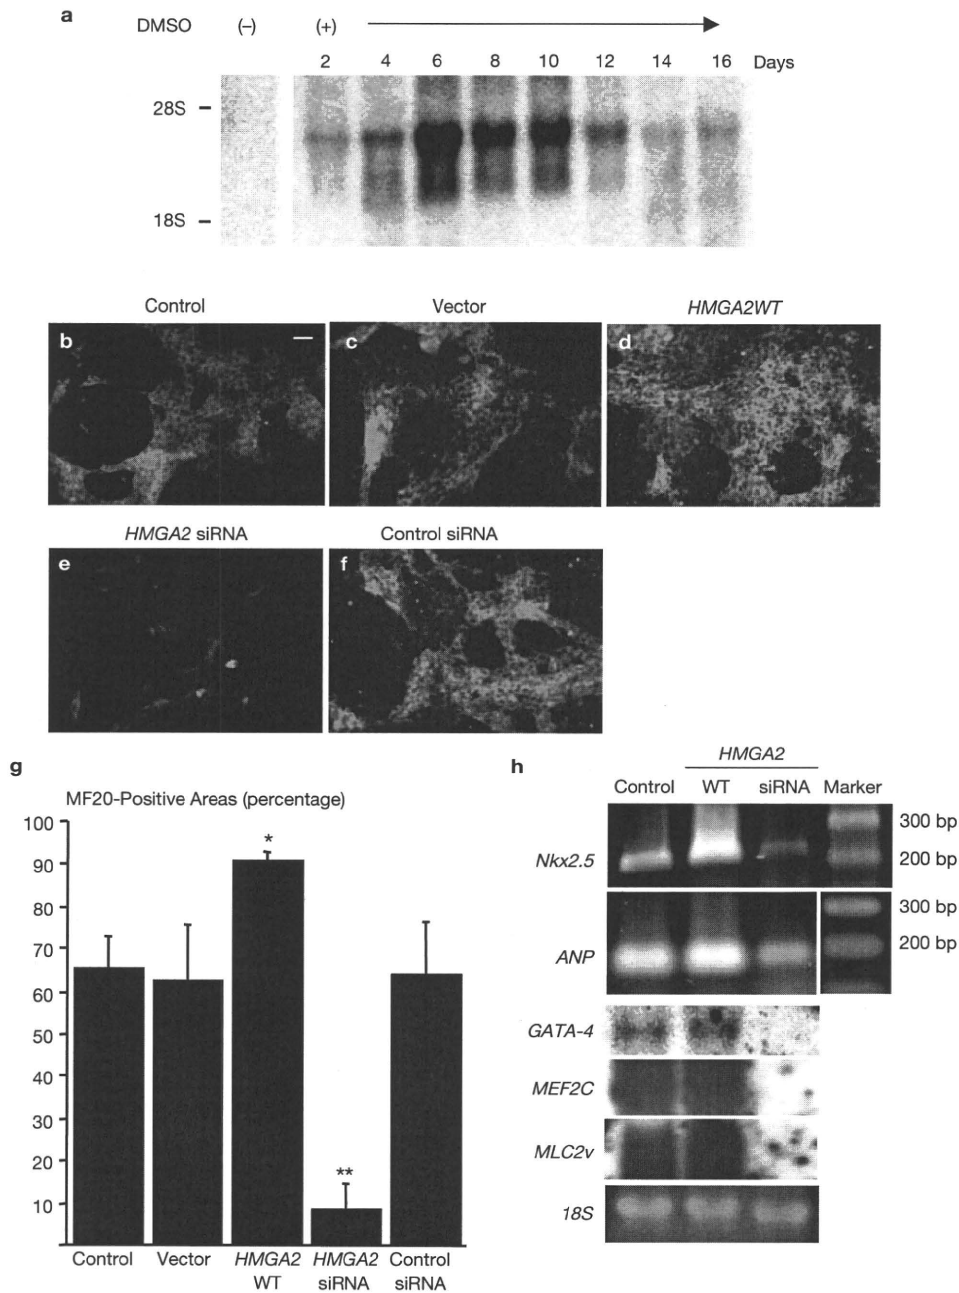 a
DMSO (–) (+)
2 4 6 8 10 12 14 16 Days
28S
18S
Control Vector HMGA2WT
b c d
HMGA2 siRNA Control siRNA
e f
g
MF20-Positive Areas (percentage)
100
90
80
70
60
50
40
30
20
10
*
**
Control Vector HMGA2 HMGA2 Control
WT siRNA siRNA
h
HMGA2
Control WT siRNA Marker
300 bp
Nkx2.5 200 bp
300 bp
200 bp
ANP
GATA-4
MEF2C
MLC2v
18S